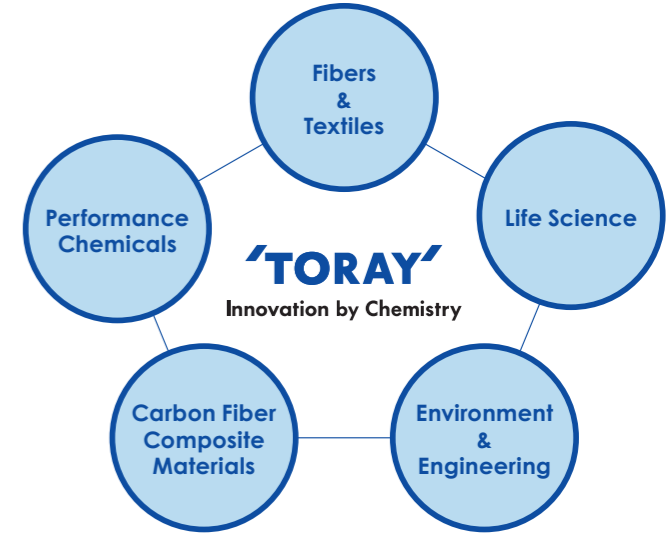 Fibers
&
Textiles
Life Science
Performance
Chemicals
'TORAY'
Innovation by Chemistry
Carbon Fiber
Composite
Materials
Environment
&
Engineering